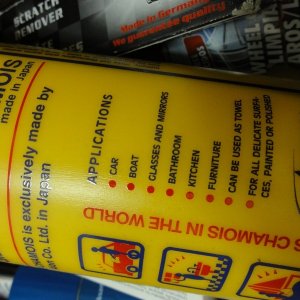 SCRATCH
REMOVER
Made in Germany
We guarantee quality
WHEEL
LIMPIA
made in Japan
CHAMOIS is exclusively made by
Co. Ltd. in Japan
APPLICATIONS
CAR
BOAT
GLASSES AND MIRRORS
BATHROOM
KITCHEN
FURNITURE
CAN BE USED AS TOWEL
FOR ALL DELICATE SURFA-
CES, PAINTED OR POLISHED
CHAMOIS IN THE WORLD